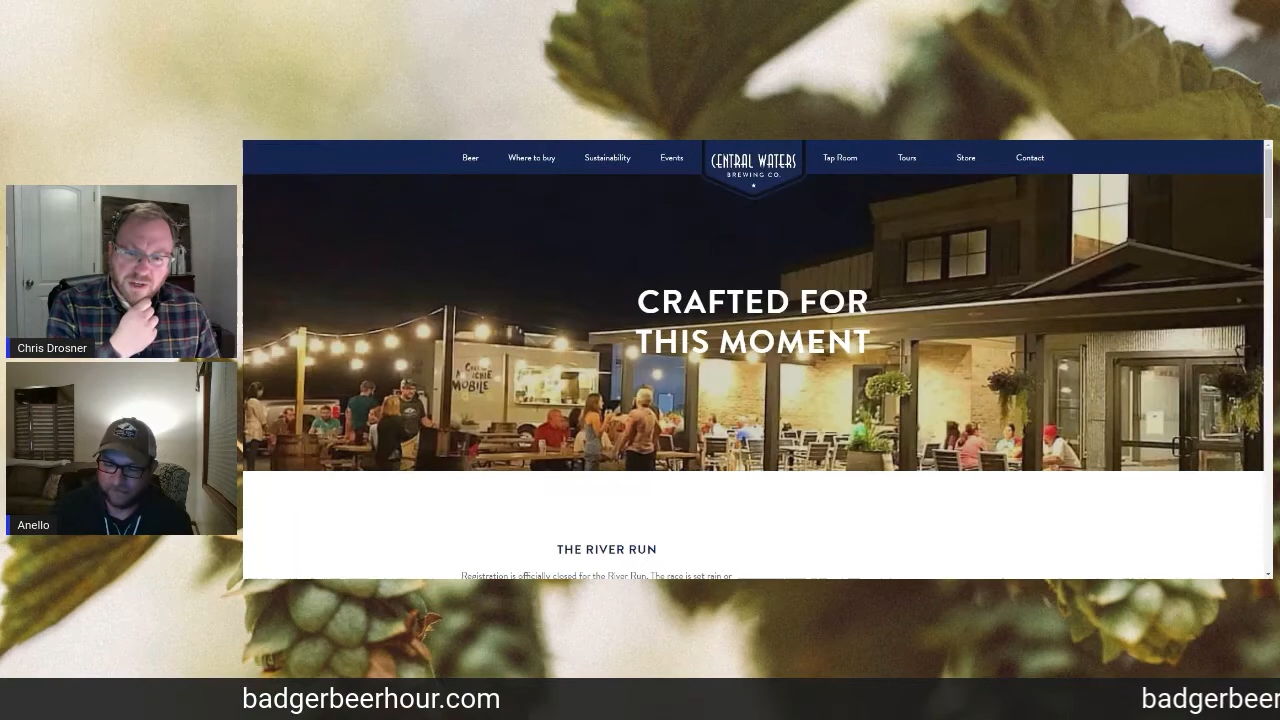 Beer Where to buy Sustainability Events CENTRAL WATERS Tap Room Tours Store Contact
BREWING CO.
CRAFTED FOR
THIS MOMENT
MOBILE
Chris Drosner
Anello
THE RIVER RUN
Registration is officially closed for the River Run. The race is set rain or
badgerbeerhour.com badgerbeer